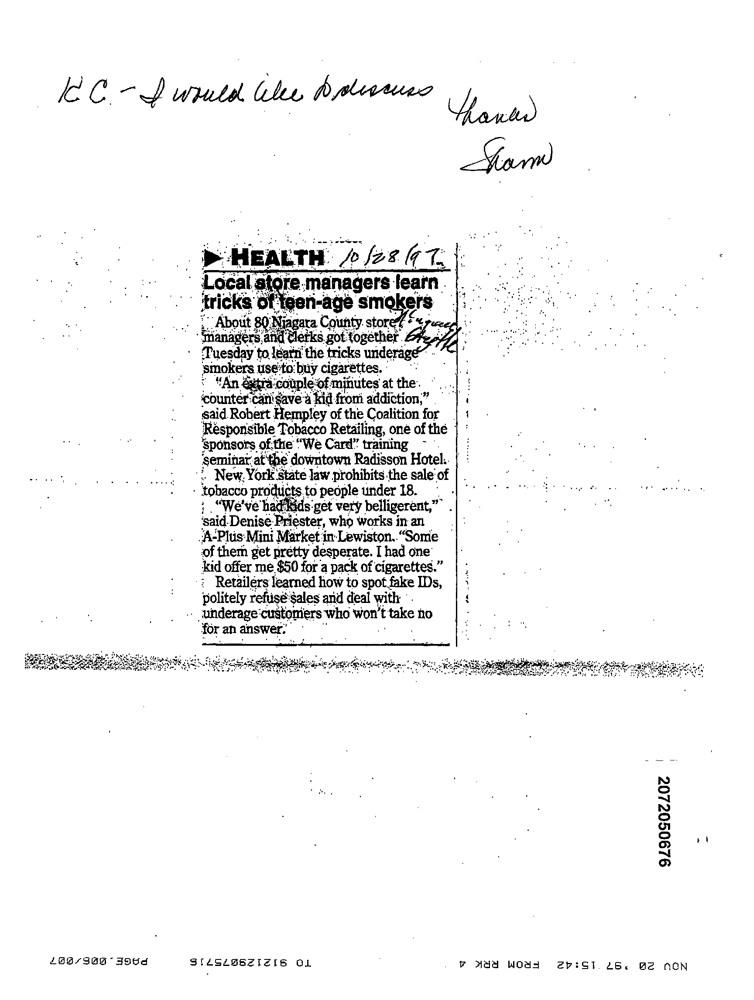 KC. - I would like to discuss
Thanks
▶ HEALTH 10/28/97
Local store managers learn
tricks of teen-age smokers
About 80 Niagara County store
managers and clerks got together
Tuesday to learn the tricks underage
smokers use to buy cigarettes.
"An extra couple of minutes at the
counter can save a kid from addiction,"
said Robert Hempley of the Coalition for
Responsible Tobacco Retailing, one of the
sponsors of the "We Card" training
seminar at the downtown Radisson Hotel.
New York state law prohibits the sale of
tobacco products to people under 18.
"We've had kids get very belligerent,"
said Denise Priester, who works in an
A-Plus Mini Market in Lewiston. "Some
of them get pretty desperate. I had one
kid offer me $50 for a pack of cigarettes."
Retailers learned how to spot fake IDs,
politely refuse sales and deal with
underage customers who won't take no
for an answer.
2072050676
NOV 20 '97 15:42 FROM RRK 4 TO 912129075715 PAGE.006/007